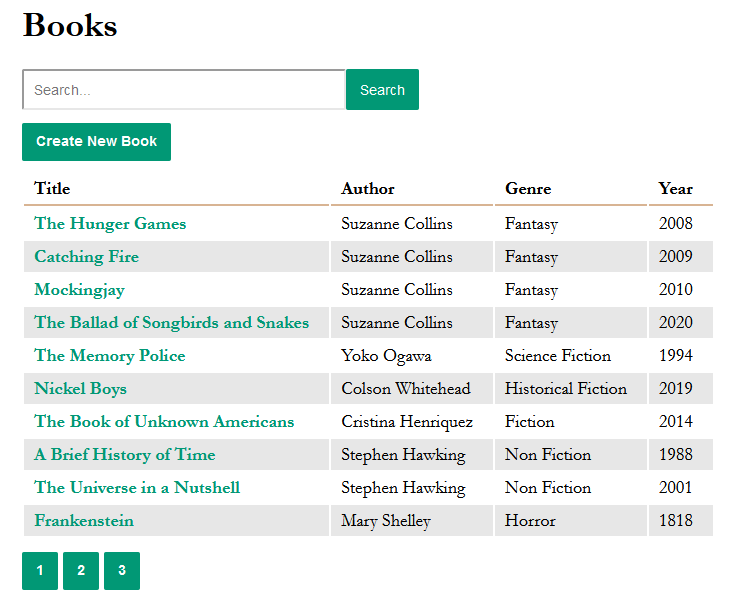 Books
Search...
Search
Create New Book
Title Author Genre Year
The Hunger Games Suzanne Collins Fantasy 2008
Catching Fire Suzanne Collins Fantasy 2009
Mockingjay Suzanne Collins Fantasy 2010
The Ballad of Songbirds and Snakes Suzanne Collins Fantasy 2020
The Memory Police Yoko Ogawa Science Fiction 1994
Nickel Boys Colson Whitehead Historical Fiction 2019
The Book of Unknown Americans Cristina Henriquez Fiction 2014
A Brief History of Time Stephen Hawking Non Fiction 1988
The Universe in a Nutshell Stephen Hawking Non Fiction 2001
Frankenstein Mary Shelley Horror 1818
1 2 3